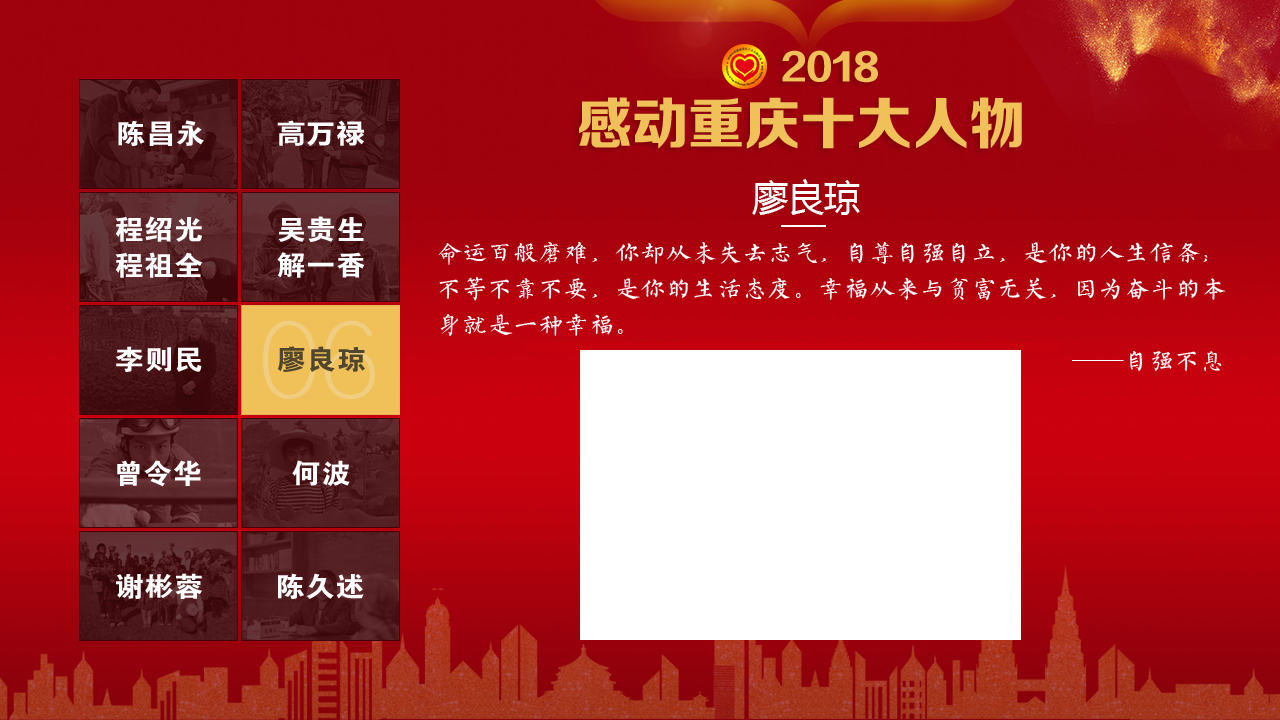 2018
感动重庆十大人物
陈昌永
高万禄
程绍光
程祖全
吴贵生
解一香
李则民
06
廖良琼
曾令华
何波
谢彬蓉
陈久述
廖良琼
命运百般磨难，你却从未失去志气，自尊自强自立，是你的人生信条；
不等不靠不要，是你的生活态度。幸福从来与贫富无关，因为奋斗的本
身就是一种幸福。
——自强不息